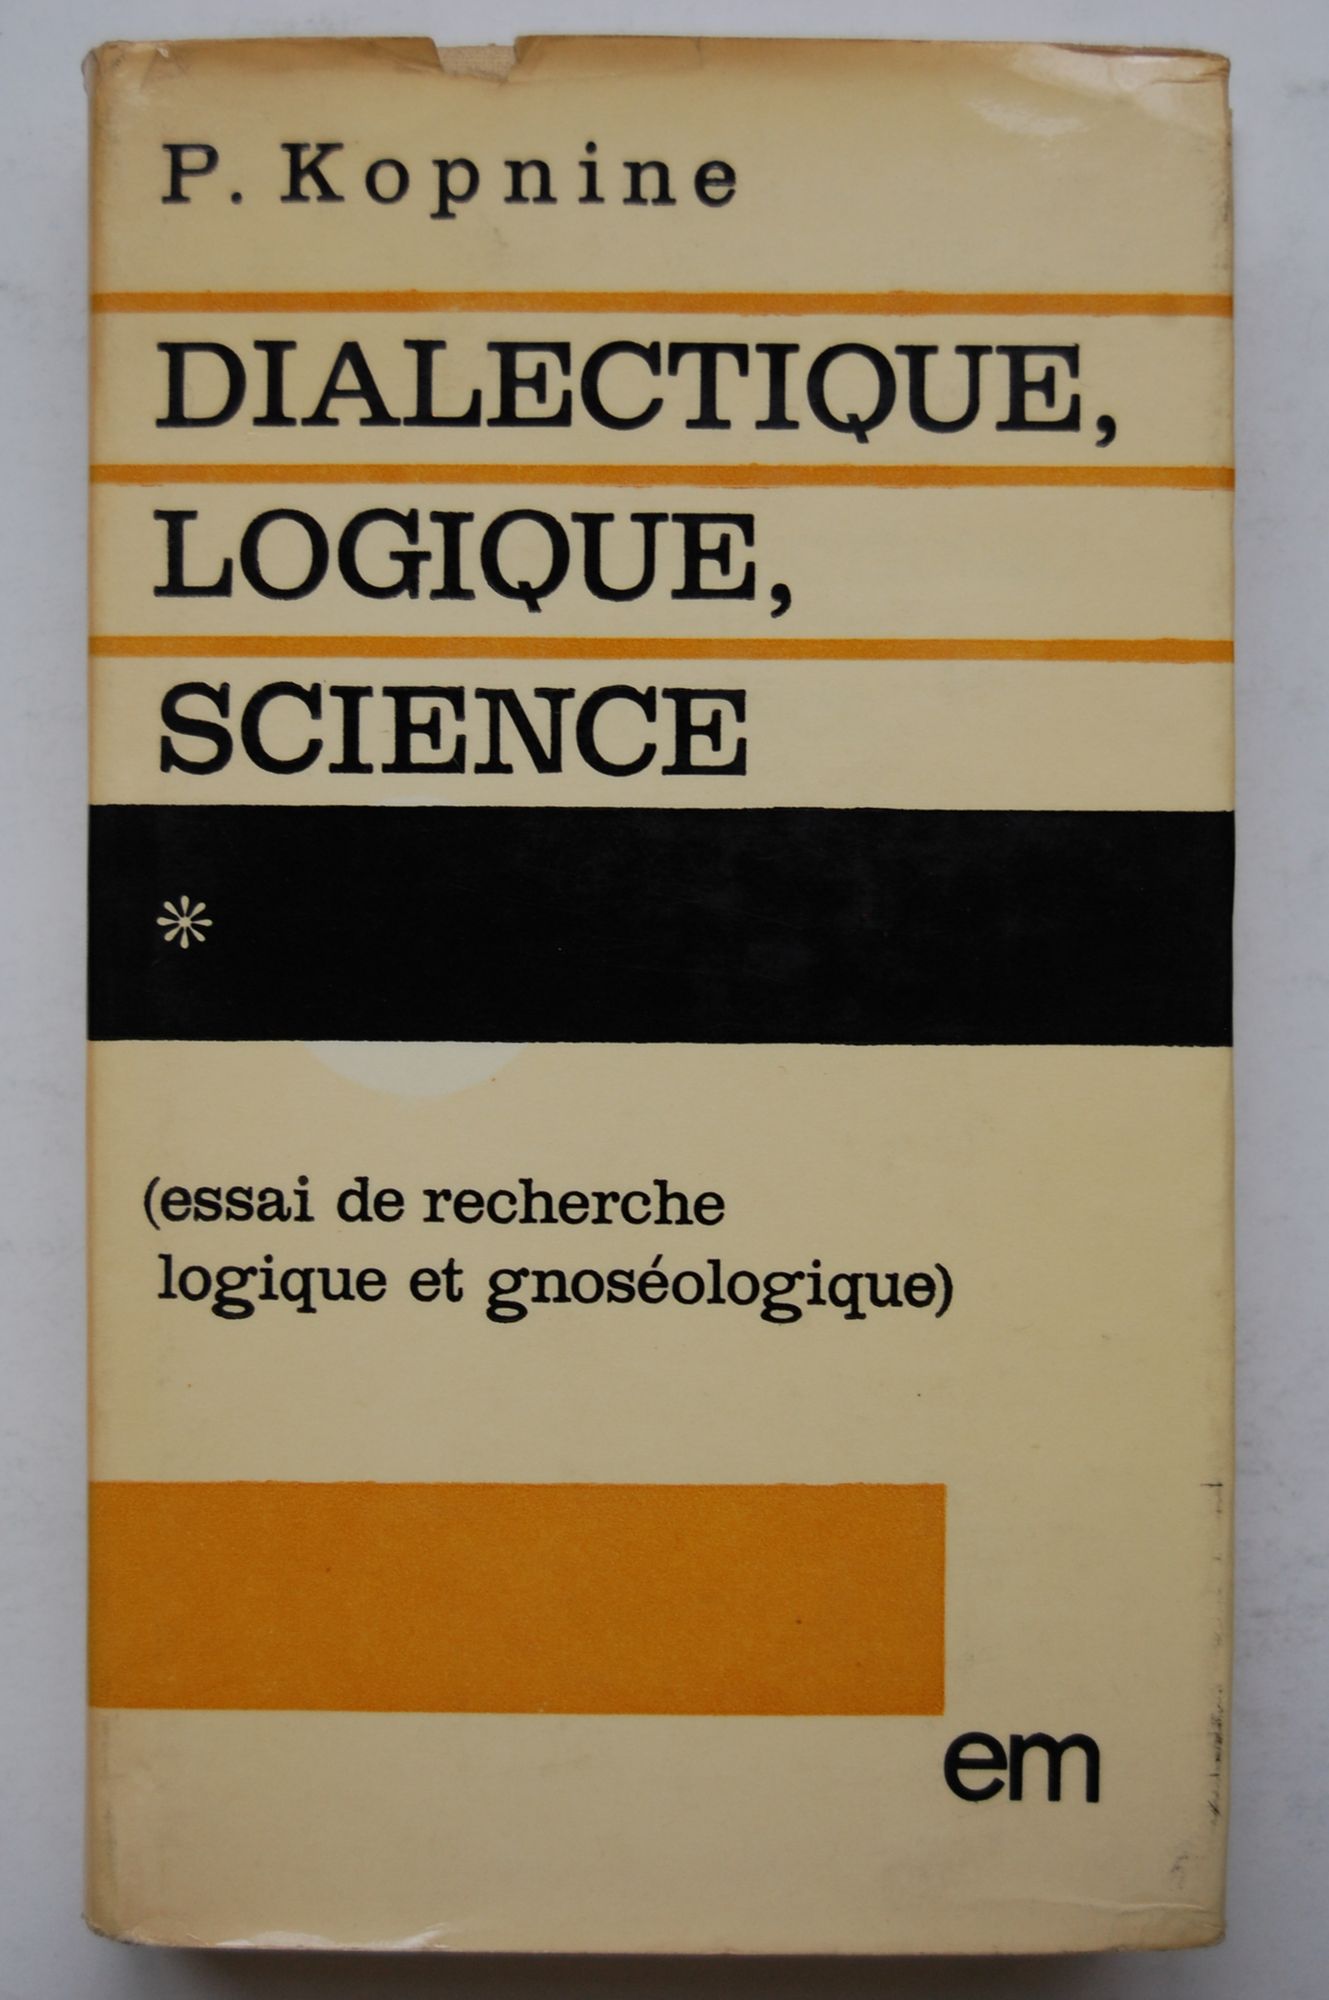 P. Kopnine
DIALECTIQUE,
LOGIQUE,
SCIENCE
(essai de recherche
logique et gnoséologique)
em